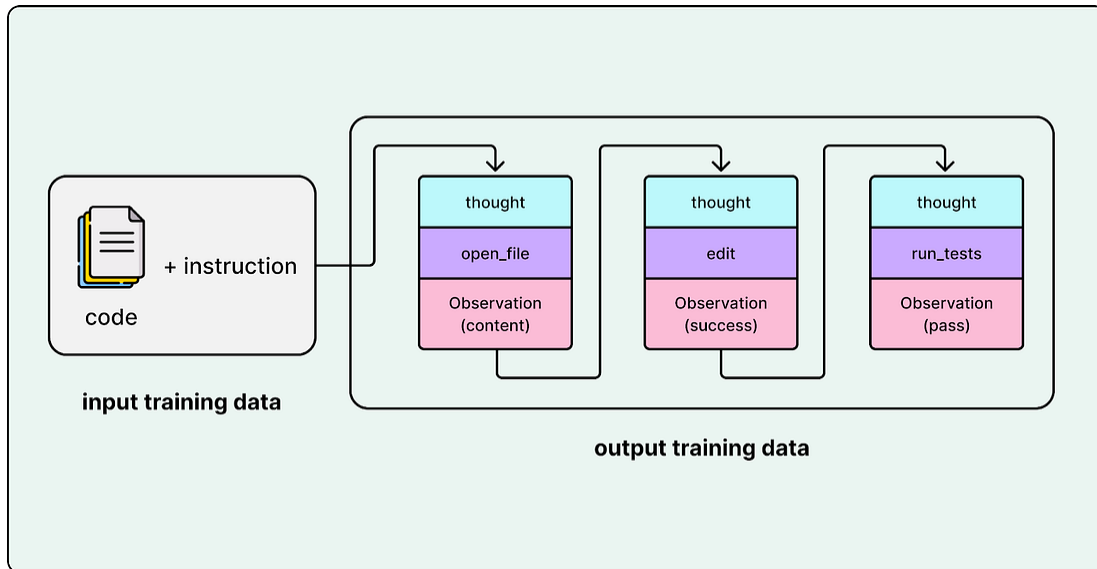 + instruction
code
input training data
thought
open_file
Observation
(content)
thought
edit
Observation
(success)
thought
run_tests
Observation
(pass)
output training data